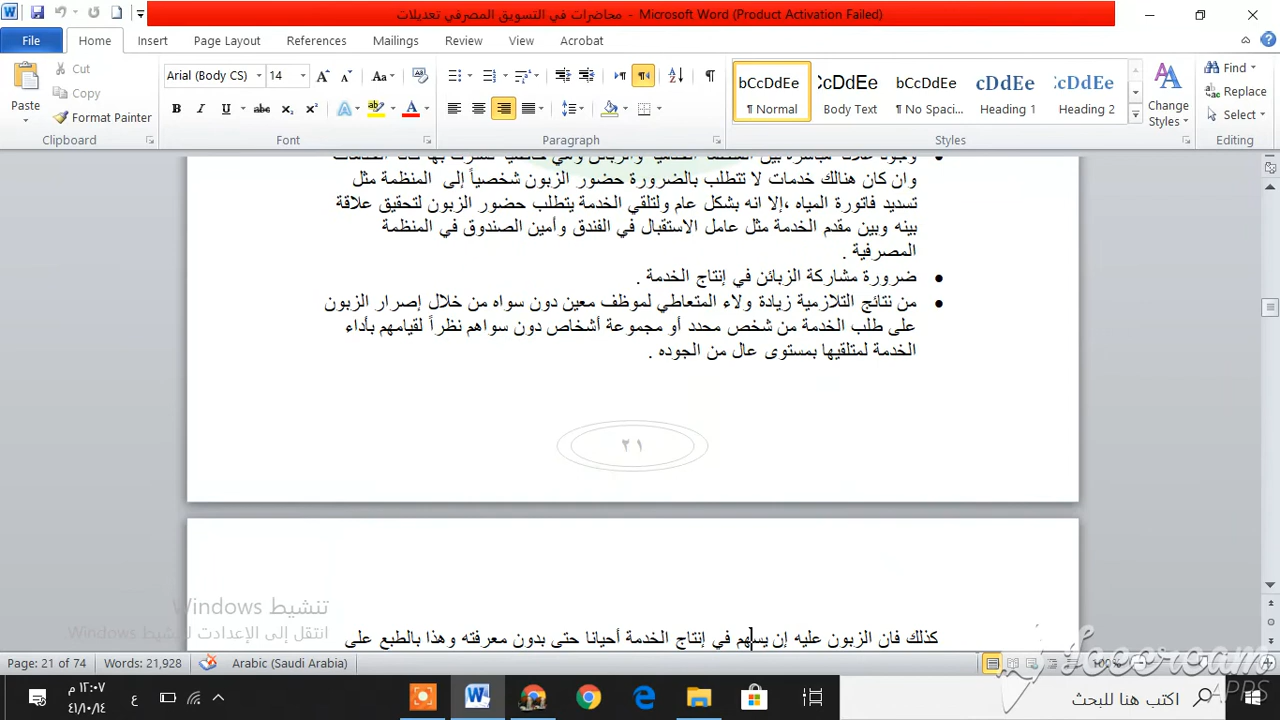 محاضرات في التسويق المصرفي تعديلات - Microsoft Word (Product Activation Failed)
File Home Insert Page Layout References Mailings Review View Acrobat
Paste
Cut
Copy
Format Painter
Clipboard
Arial (Body CS) 14
Font
Paragraph
bCcDdEe bCcDdEe bCcDdEe cDdEe bCcDdE
¶ Normal Body Text ¶ No Spaci... Heading 1 Heading 2
Change Styles
Styles
Find
Replace
Select
Editing
وان كان هنالك خدمات لا تتطلب بالضرورة حضور الزبون شخصياً إلى المنظمة مثل
تسديد فاتورة المياه ،إلا انه بشكل عام ولتلقي الخدمة يتطلب حضور الزبون لتحقيق علاقة
بينه وبين مقدم الخدمة مثل عامل الاستقبال في الفندق وأمين الصندوق في المنظمة
المصرفية .
• ضرورة مشاركة الزبائن في إنتاج الخدمة .
• من نتائج التلازمية زيادة ولاء المتعاطي لموظف معين دون سواه من خلال إصرار الزبون
على طلب الخدمة من شخص محدد أو مجموعة أشخاص دون سواهم نظراً لقيامهم بأداء
الخدمة لمتلقيها بمستوى عال من الجوده .
٢١
كذلك فان الزبون عليه إن يسهم في إنتاج الخدمة أحيانا حتى بدون معرفته وهذا بالطبع على
تنشيط Windows
انتقل إلى الإعدادات لتنشيط Windows
Page: 21 of 74 Words: 21,928 Arabic (Saudi Arabia) 100%
APPS
١٢:٠٧ م
٤١/١٠/١٤
ع
اكتب هنا للبحث